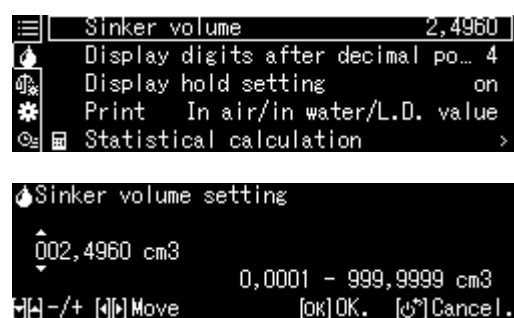 Sinker volume 2,4960
Display digits after decimal po… 4
Display hold setting on
Print In air/in water/L.D. value
Statistical calculation >
Sinker volume setting
002,4960 cm3
0,0001 - 999,9999 cm3
-/+ Move [OK]OK. Cancel.